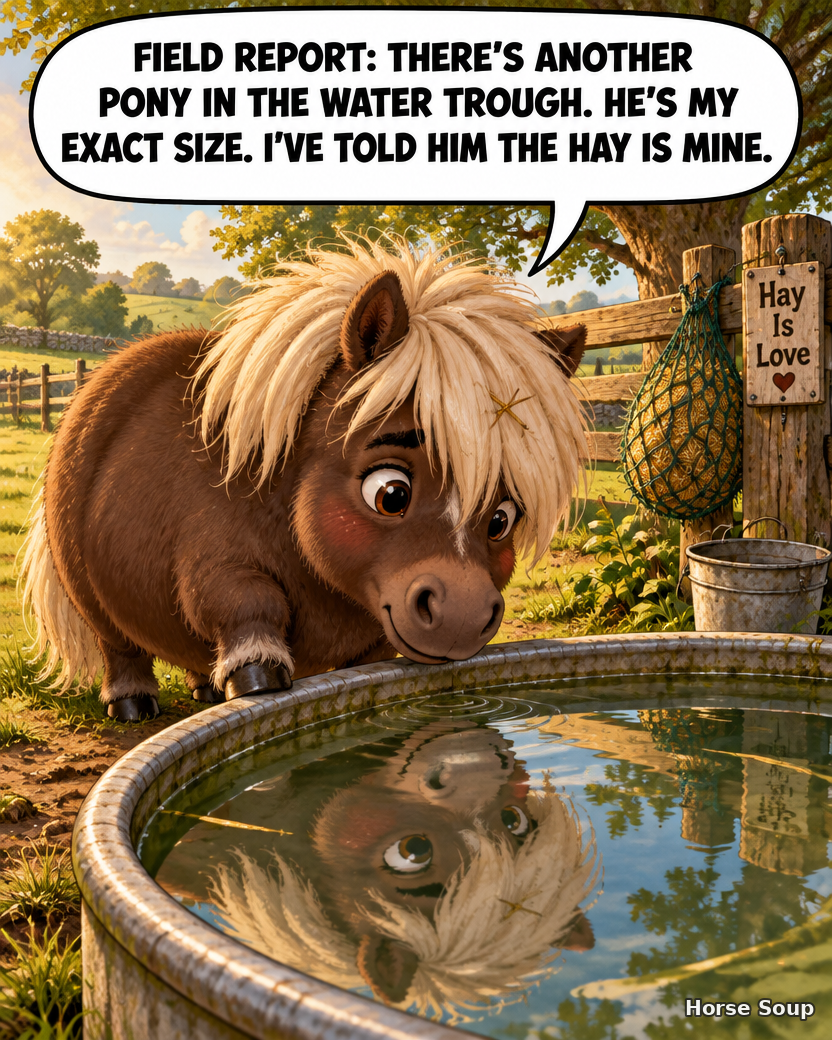 FIELD REPORT: THERE'S ANOTHER
PONY IN THE WATER TROUGH. HE'S MY
EXACT SIZE. I'VE TOLD HIM THE HAY IS MINE.
Hay
Is
Love
Horse Soup